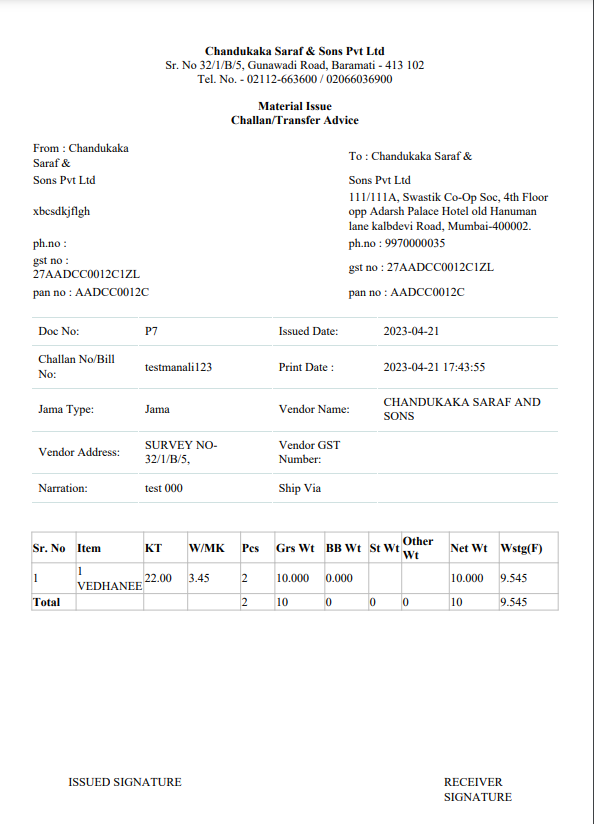 Chandukaka Saraf & Sons Pvt Ltd
Sr. No 32/1/B/5, Gunawadi Road, Baramati - 413 102
Tel. No. - 02112-663600 / 02066036900
Material Issue
Challan/Transfer Advice
From : Chandukaka
Saraf &
To : Chandukaka Saraf &
Sons Pvt Ltd
Sons Pvt Ltd
xbcsdkjflgh
111/111A, Swastik Co-Op Soc, 4th Floor
opp Adarsh Palace Hotel old Hanuman
lane kalbdevi Road, Mumbai-400002.
ph.no :
ph.no : 9970000035
gst no :
27AADCC0012C1ZL
gst no : 27AADCC0012C1ZL
pan no : AADCC0012C
pan no : AADCC0012C
Doc No: P7 Issued Date: 2023-04-21
Challan No/Bill
No:
testmanali123 Print Date : 2023-04-21 17:43:55
Jama Type: Jama Vendor Name: CHANDUKAKA SARAF AND
SONS
Vendor Address: SURVEY NO-
32/1/B/5,
Vendor GST
Number:
Narration: test 000 Ship Via
Sr. No Item KT W/MK Pcs Grs Wt BB Wt St Wt Other
Wt
Net Wt Wstg(F)
1 1
VEDHANEE
22.00 3.45 2 10.000 0.000 10.000 9.545
Total 2 10 0 0 0 10 9.545
ISSUED SIGNATURE
RECEIVER
SIGNATURE